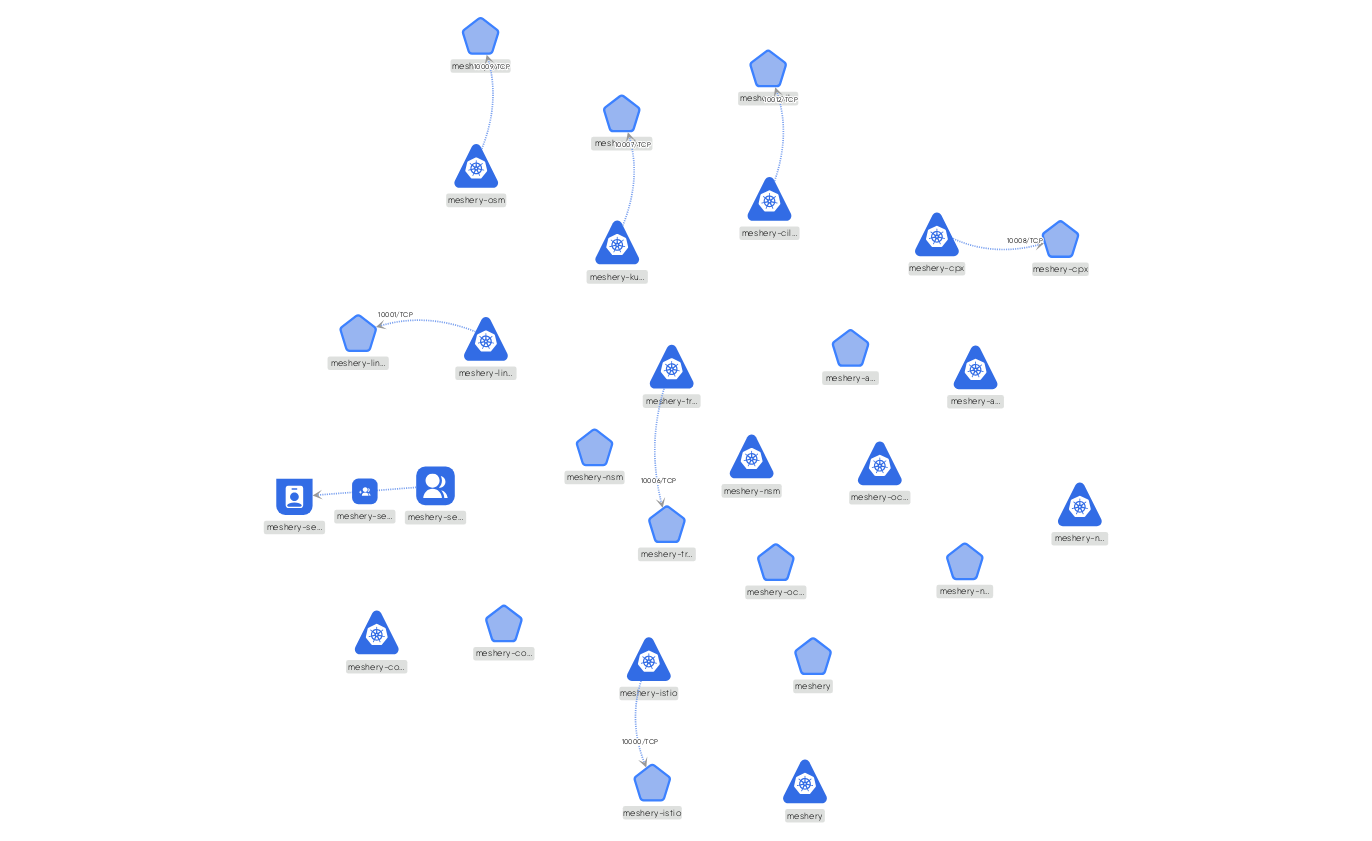 10009/TCP
10012/TCP
10007/TCP
meshery-osm
meshery-cil...
meshery-ku...
10008/TCP
meshery-cpx
meshery-cpx
10001/TCP
meshery-lin...
meshery-lin...
meshery-tr...
meshery-a...
meshery-a...
meshery-nsm
10006/TCP
meshery-nsm
meshery-oc...
meshery-se...
meshery-se...
meshery-se...
meshery-n...
meshery-tr...
meshery-oc...
meshery-n...
meshery-co...
meshery-co...
meshery-istio
meshery
10000/TCP
meshery-istio
meshery